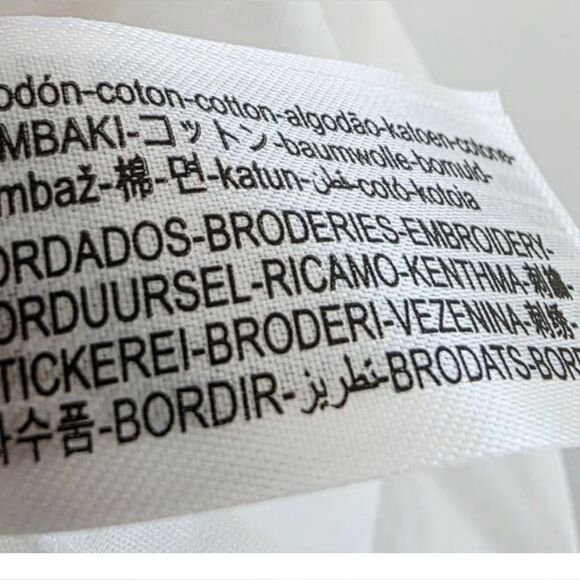 odón-coton-cotton-algodão-katoen-cotone-
MBAKI-コットン-baumwolle-bomuld-
mbaž-棉-면-katun-قطن-cotó-kotoia
ORDADOS-BRODERIES-EMBROIDERY-
ORDUURSEL-RICAMO-KENTHMA-刺繍-
TICKEREI-BRODERI-VEZENINA-刺绣-
자수품-BORDIR-تطريز-BRODATS-BOR